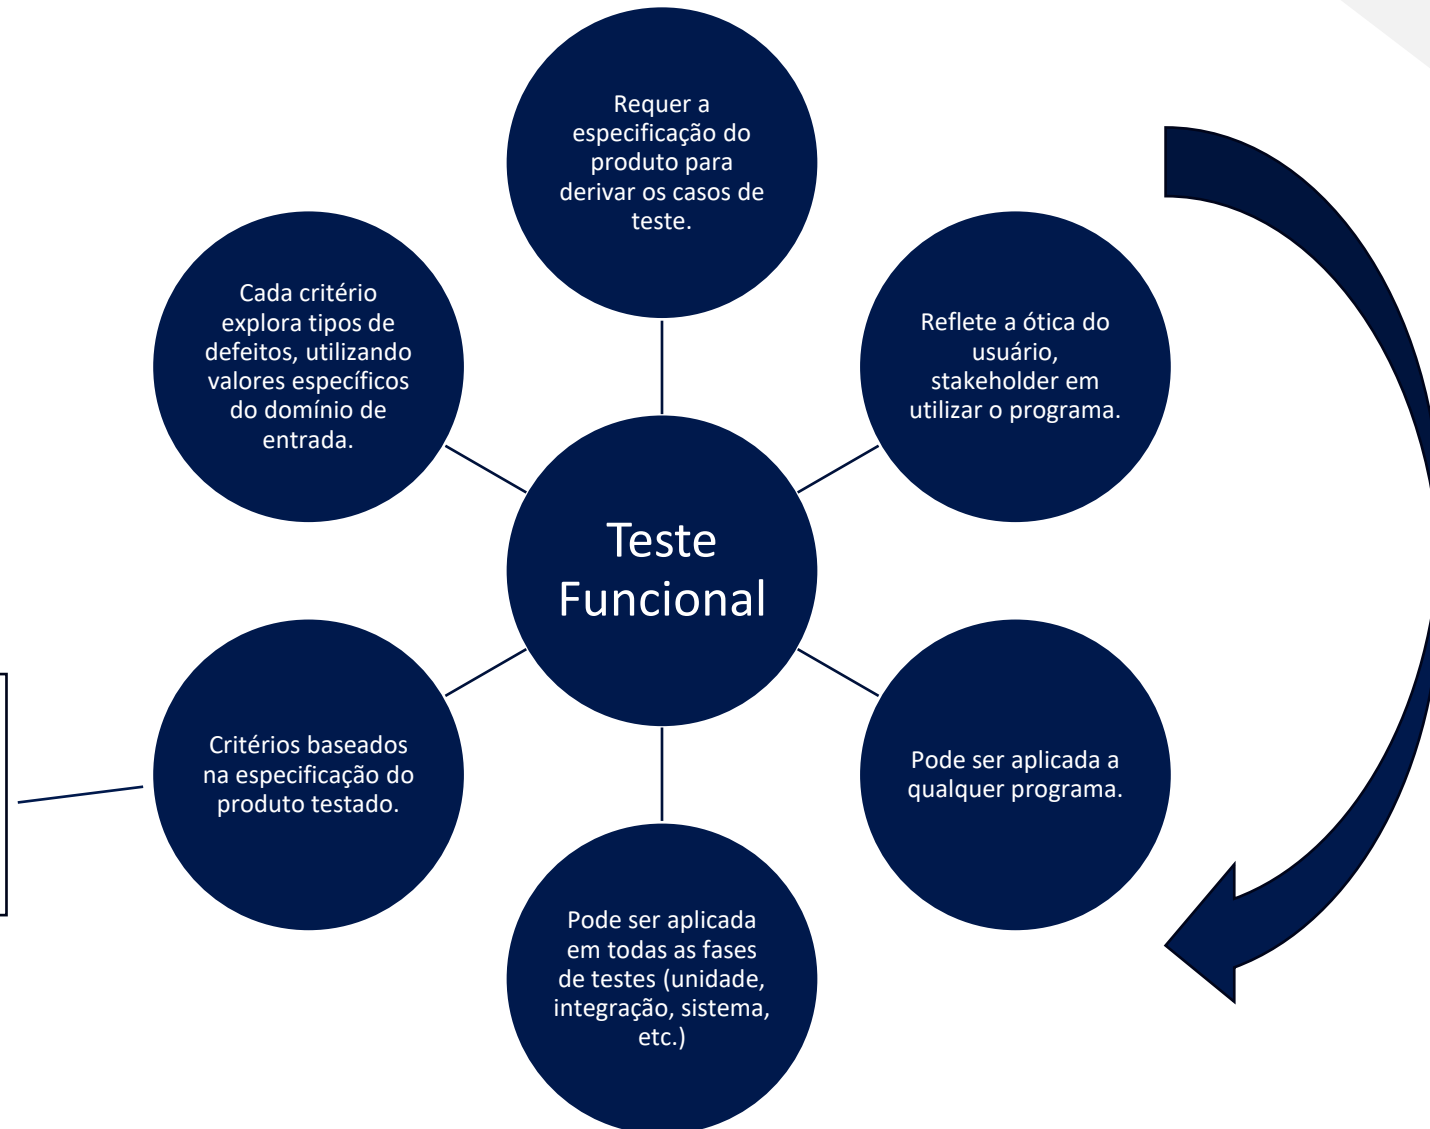 Requer a
especificação do
produto para
derivar os casos de
teste.
Reflete a ótica do
usuário,
stakeholder em
utilizar o programa.
Pode ser aplicada a
qualquer programa.
Pode ser aplicada
em todas as fases
de testes (unidade,
integração, sistema,
etc.)
Critérios baseados
na especificação do
produto testado.
Cada critério
explora tipos de
defeitos, utilizando
valores específicos
do domínio de
entrada.
Teste
Funcional